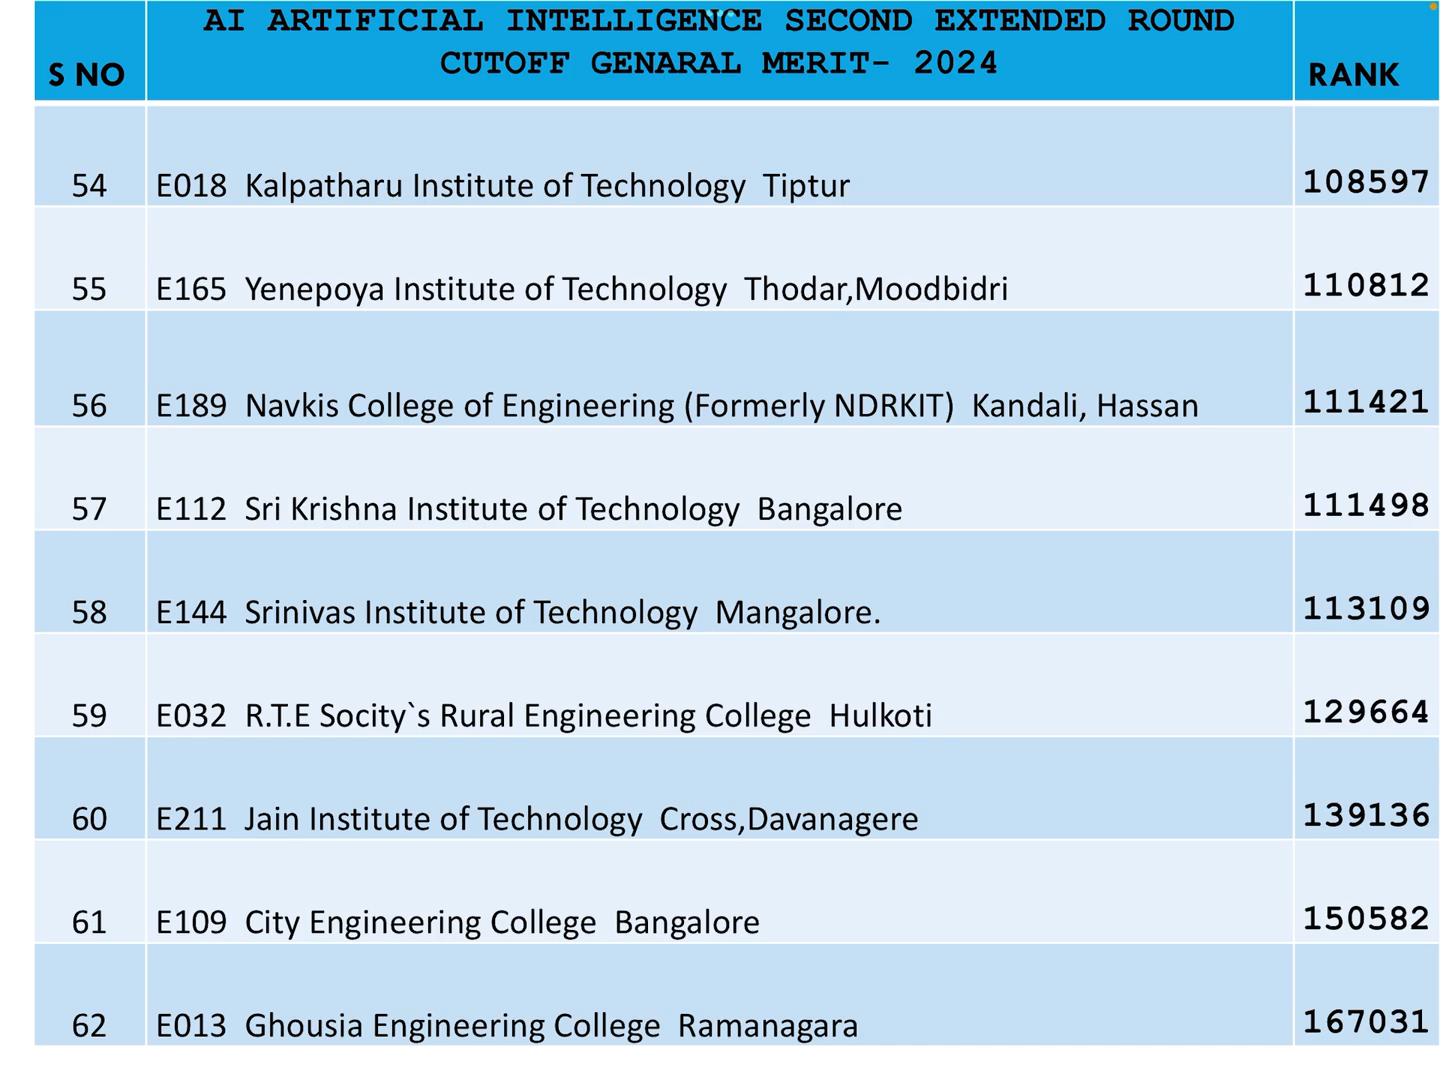 AI ARTIFICIAL INTELLIGENCE SECOND EXTENDED ROUND
CUTOFF GENARAL MERIT- 2024
S NO RANK
54 E018 Kalpatharu Institute of Technology Tiptur 108597
55 E165 Yenepoya Institute of Technology Thodar,Moodbidri 110812
56 E189 Navkis College of Engineering (Formerly NDRKIT) Kandali, Hassan 111421
57 E112 Sri Krishna Institute of Technology Bangalore 111498
58 E144 Srinivas Institute of Technology Mangalore. 113109
59 E032 R.T.E Socity`s Rural Engineering College Hulkoti 129664
60 E211 Jain Institute of Technology Cross,Davanagere 139136
61 E109 City Engineering College Bangalore 150582
62 E013 Ghousia Engineering College Ramanagara 167031